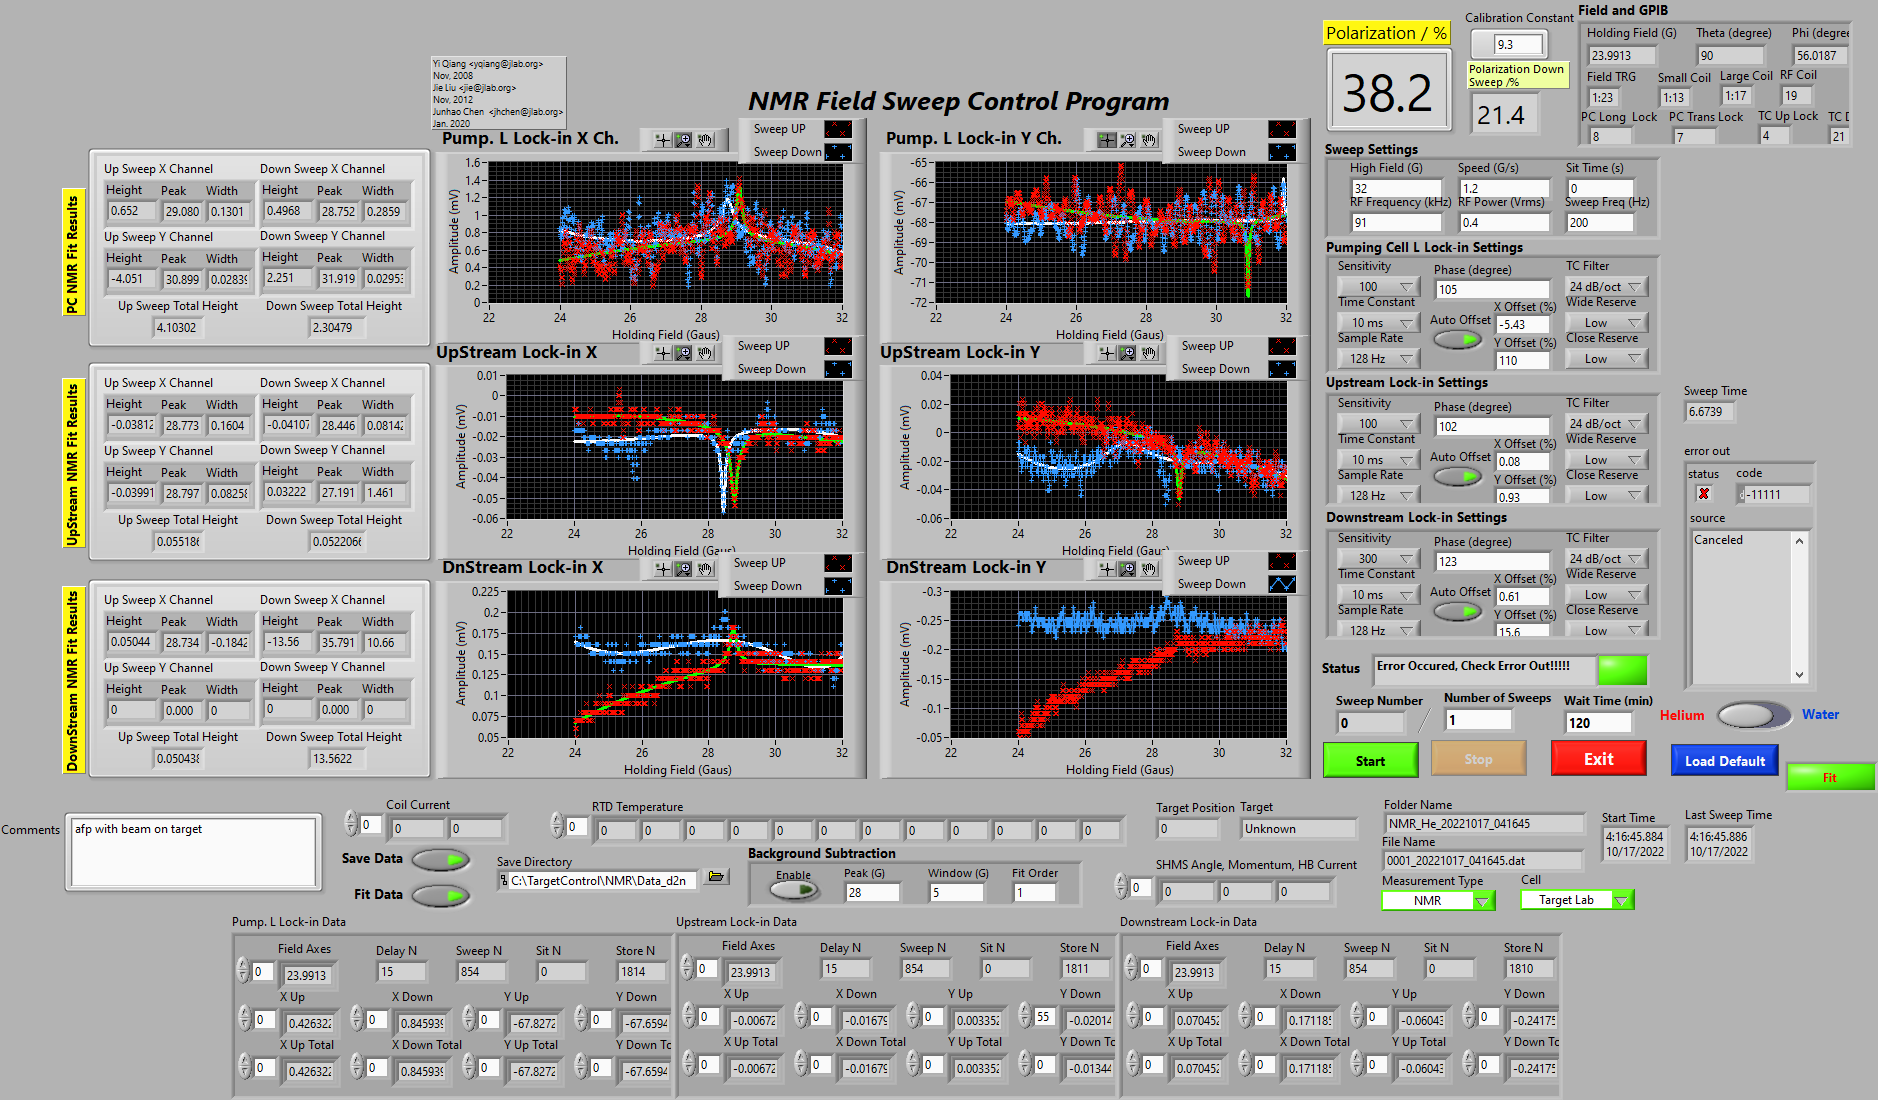 Yi Qiang <yqiang@jlab.org>
Nov, 2008
Jie Liu <jie@jlab.org>
Nov, 2012
Junhao Chen <jhchen@jlab.org>
Jan. 2020
NMR Field Sweep Control Program
Polarization / %
38.2
Calibration Constant
9.3
Polarization Down Sweep /%
21.4
Field and GPIB
Holding Field (G) Theta (degree) Phi (degree
23.9913 90 56.0187
Field TRG Small Coil Large Coil RF Coil
1:23 1:13 1:17 19
PC Long Lock PC Trans Lock TC Up Lock TC D
8 7 4 21
PC NMR Fit Results
Up Sweep X Channel Down Sweep X Channel
Height Peak Width Height Peak Width
0.652 29.080 0.1301 0.4968 28.752 0.2859
Up Sweep Y Channel Down Sweep Y Channel
Height Peak Width Height Peak Width
-4.051 30.899 0.02839 2.251 31.919 0.02953
Up Sweep Total Height Down Sweep Total Height
4.10302 2.30479
UpStream NMR Fit Results
Up Sweep X Channel Down Sweep X Channel
Height Peak Width Height Peak Width
-0.03812 28.773 0.1604 -0.04107 28.446 0.08142
Up Sweep Y Channel Down Sweep Y Channel
Height Peak Width Height Peak Width
-0.03991 28.797 0.08258 0.03222 27.191 1.461
Up Sweep Total Height Down Sweep Total Height
0.055186 0.0522066
DownStream NMR Fit Results
Up Sweep X Channel Down Sweep X Channel
Height Peak Width Height Peak Width
0.05044 28.734 -0.1842 -13.56 35.791 10.66
Up Sweep Y Channel Down Sweep Y Channel
Height Peak Width Height Peak Width
0 0.000 0 0 0.000 0
Up Sweep Total Height Down Sweep Total Height
0.050438 13.5622
Pump. L Lock-in X Ch.
Sweep UP
Sweep Down
Amplitude (mV)
1.6
1.4
1.2
1
0.8
0.6
0.4
0.2
0
22 24 26 28 30 32
Holding Field (Gaus)
Pump. L Lock-in Y Ch.
Sweep UP
Sweep Down
Amplitude (mV)
-65
-66
-67
-68
-69
-70
-71
-72
22 24 26 28 30 32
Holding Field (Gaus)
UpStream Lock-in X
Sweep UP
Sweep Down
Amplitude (mV)
0.01
0
-0.01
-0.02
-0.03
-0.04
-0.05
-0.06
22 24 26 28 30 32
Holding Field (Gaus)
UpStream Lock-in Y
Sweep UP
Sweep Down
Amplitude (mV)
0.04
0.02
0
-0.02
-0.04
-0.06
22 24 26 28 30 32
Holding Field (Gaus)
DnStream Lock-in X
Sweep UP
Sweep Down
Amplitude (mV)
0.225
0.2
0.175
0.15
0.125
0.1
0.075
0.05
22 24 26 28 30 32
Holding Field (Gaus)
DnStream Lock-in Y
Sweep UP
Sweep Down
Amplitude (mV)
-0.3
-0.25
-0.2
-0.15
-0.1
-0.05
22 24 26 28 30 32
Holding Field (Gaus)
Sweep Settings
High Field (G) Speed (G/s) Sit Time (s)
32 1.2 0
RF Frequency (kHz) RF Power (Vrms) Sweep Freq (Hz)
91 0.4 200
Pumping Cell L Lock-in Settings
Sensitivity Phase (degree) TC Filter
100 105 24 dB/oct
Time Constant X Offset (%) Wide Reserve
10 ms Auto Offset -5.43 Low
Sample Rate Y Offset (%) Close Reserve
128 Hz 110 Low
Upstream Lock-in Settings
Sensitivity Phase (degree) TC Filter
100 102 24 dB/oct
Time Constant X Offset (%) Wide Reserve
10 ms Auto Offset 0.08 Low
Sample Rate Y Offset (%) Close Reserve
128 Hz 0.93 Low
Downstream Lock-in Settings
Sensitivity Phase (degree) TC Filter
300 123 24 dB/oct
Time Constant X Offset (%) Wide Reserve
10 ms Auto Offset 0.61 Low
Sample Rate Y Offset (%) Close Reserve
128 Hz 15.6 Low
Sweep Time
6.6739
error out
status code
-11111
source
Canceled
Status Error Occured, Check Error Out!!!!!
Sweep Number Number of Sweeps Wait Time (min)
0 / 1 120
Helium Water
Start Stop Exit Load Default Fit
Comments
afp with beam on target
Coil Current
0 0 0
Save Data
Fit Data
RTD Temperature
0 0 0 0 0 0 0 0 0 0 0 0 0
Save Directory
C:\TargetControl\NMR\Data_d2n
Background Subtraction
Enable Peak (G) Window (G) Fit Order
28 5 1
Target Position Target
0 Unknown
SHMS Angle, Momentum, HB Current
0 0 0 0
Folder Name
NMR_He_20221017_041645
File Name
0001_20221017_041645.dat
Measurement Type Cell
NMR Target Lab
Start Time Last Sweep Time
4:16:45.884 4:16:45.886
10/17/2022 10/17/2022
Pump. L Lock-in Data
Field Axes Delay N Sweep N Sit N Store N
0 23.9913 15 854 0 1814
X Up X Down Y Up Y Down
0 0.426322 0 0.845939 0 -67.8272 0 -67.6594
X Up Total X Down Total Y Up Total Y Down To
0 0.426322 0 0.845939 0 -67.8272 0 -67.6594
Upstream Lock-in Data
Field Axes Delay N Sweep N Sit N Store N
0 23.9913 15 854 0 1811
X Up X Down Y Up Y Down
0 -0.00672 0 -0.01679 0 0.003352 55 -0.02014
X Up Total X Down Total Y Up Total Y Down To
0 -0.00672 0 -0.01679 0 0.003352 0 -0.01344
Downstream Lock-in Data
Field Axes Delay N Sweep N Sit N Store N
0 23.9913 15 854 0 1810
X Up X Down Y Up Y Down
0 0.070452 0 0.171185 0 -0.06043 0 -0.24175
X Up Total X Down Total Y Up Total Y Down To
0 0.070452 0 0.171185 0 -0.06043 0 -0.24175